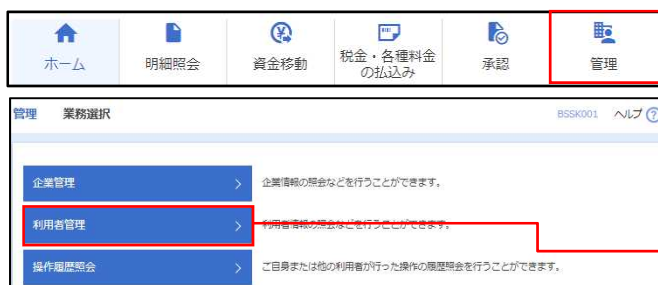 ホーム
明細照会
資金移動
税金・各種料金
の払込み
承認
管理
管理 業務選択 BSSK001 ヘルプ ?
企業管理 企業情報の照会などを行うことができます。
利用者管理 利用者情報の照会などを行うことができます。
操作履歴照会 ご自身または他の利用者が行った操作の履歴照会を行うことができます。